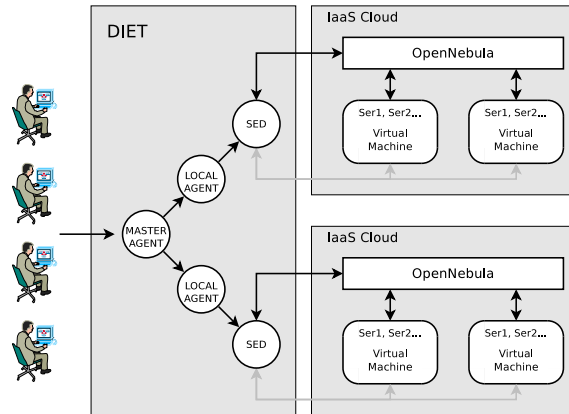 DIET
IaaS Cloud
OpenNebula
Ser1, Ser2...
Virtual
Machine
Ser1, Ser2...
Virtual
Machine
SED
LOCAL
AGENT
MASTER
AGENT
LOCAL
AGENT
SED
IaaS Cloud
OpenNebula
Ser1, Ser2...
Virtual
Machine
Ser1, Ser2...
Virtual
Machine